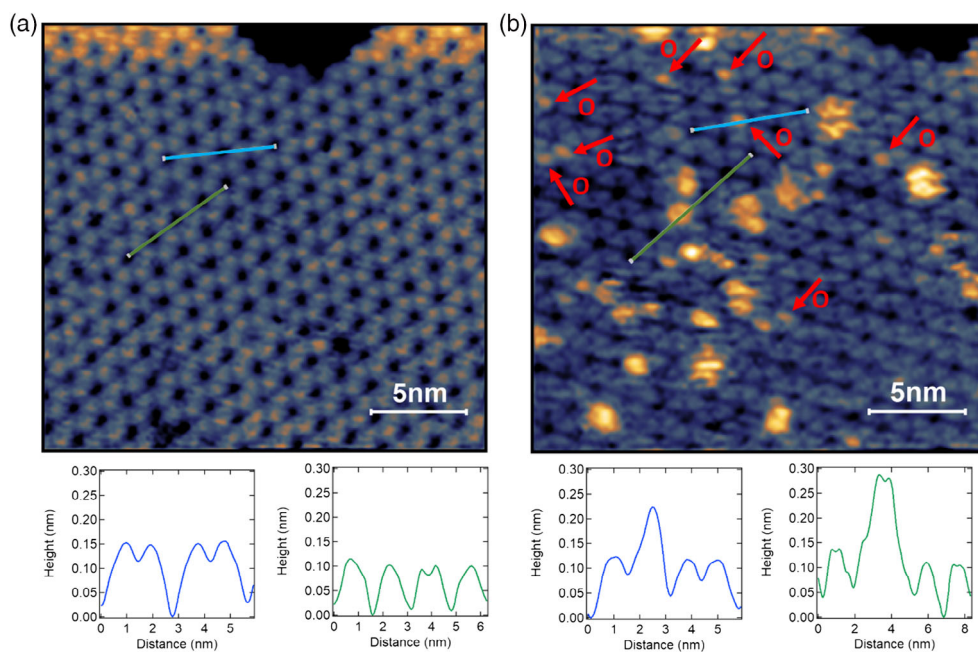 (a)
(b)
O
O
O
O
O
O
O
O
O
5nm
5nm
0.30
0.25
0.20
0.15
0.10
0.05
0.00
Height (nm)
0 1 2 3 4 5
Distance (nm)
0.30
0.25
0.20
0.15
0.10
0.05
0.00
Height (nm)
0 1 2 3 4 5 6
Distance (nm)
0.30
0.25
0.20
0.15
0.10
0.05
0.00
Height (nm)
0 1 2 3 4 5
Distance (nm)
0.30
0.25
0.20
0.15
0.10
0.05
0.00
Height (nm)
0 2 4 6 8
Distance (nm)